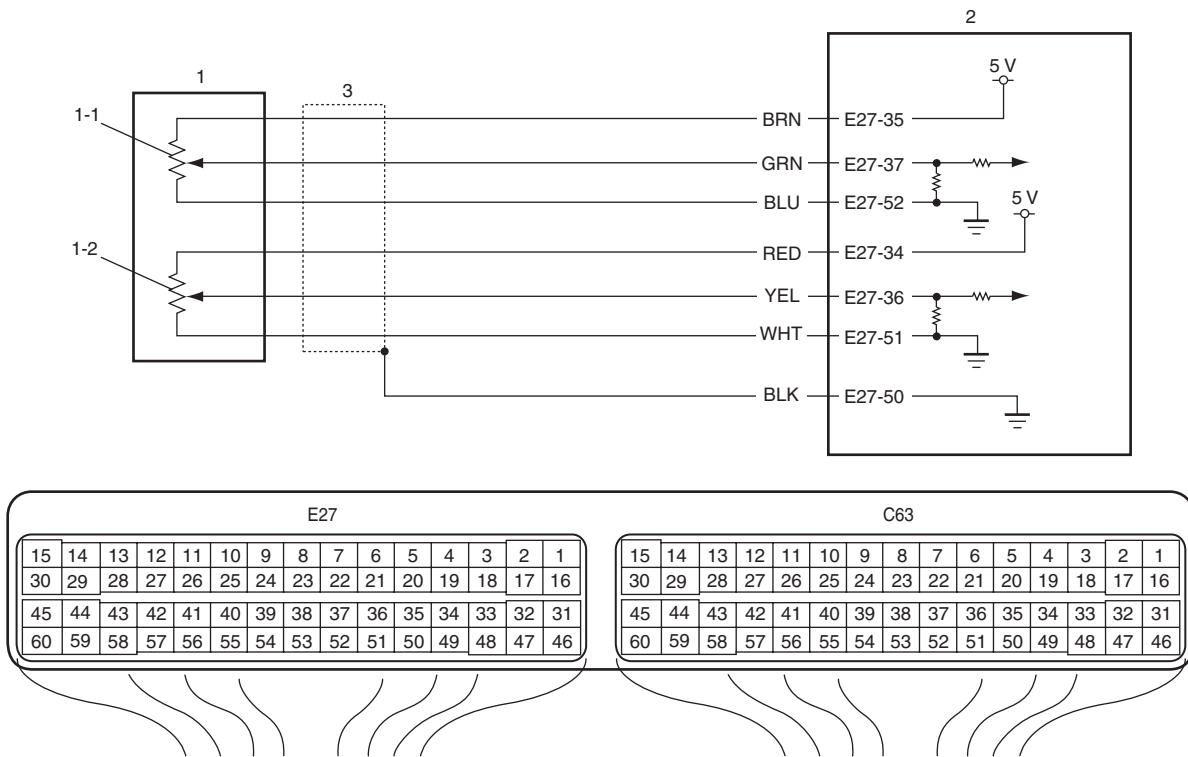 2
5 V
1
3
1-1
BRN E27-35
GRN E27-37
BLU E27-52
5 V
1-2
RED E27-34
YEL E27-36
WHT E27-51
BLK E27-50
E27 C63
15 14 13 12 11 10 9 8 7 6 5 4 3 2 1 15 14 13 12 11 10 9 8 7 6 5 4 3 2 1
30 29 28 27 26 25 24 23 22 21 20 19 18 17 16 30 29 28 27 26 25 24 23 22 21 20 19 18 17 16
45 44 43 42 41 40 39 38 37 36 35 34 33 32 31 45 44 43 42 41 40 39 38 37 36 35 34 33 32 31
60 59 58 57 56 55 54 53 52 51 50 49 48 47 46 60 59 58 57 56 55 54 53 52 51 50 49 48 47 46